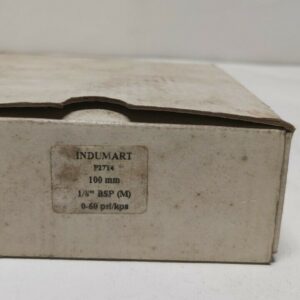 INDUMART
P2714
100 mm
1/4" BSP (M)
0-60 psi/kpa